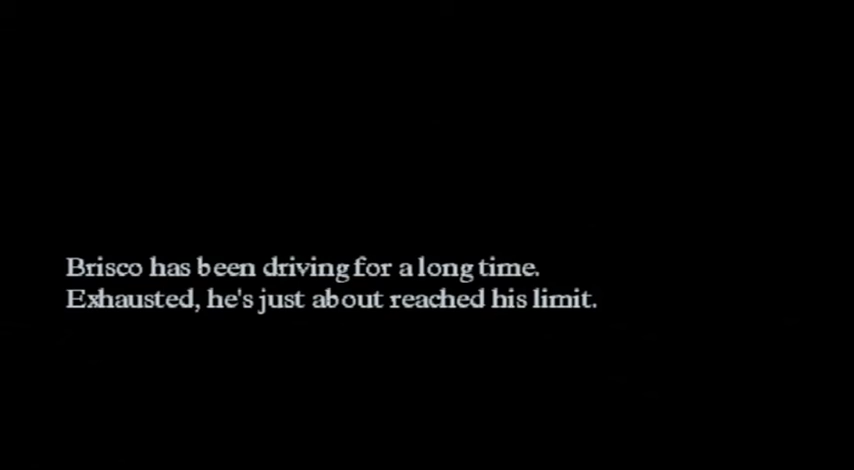 Brisco has been driving for a long time.
Exhausted, he's just about reached his limit.